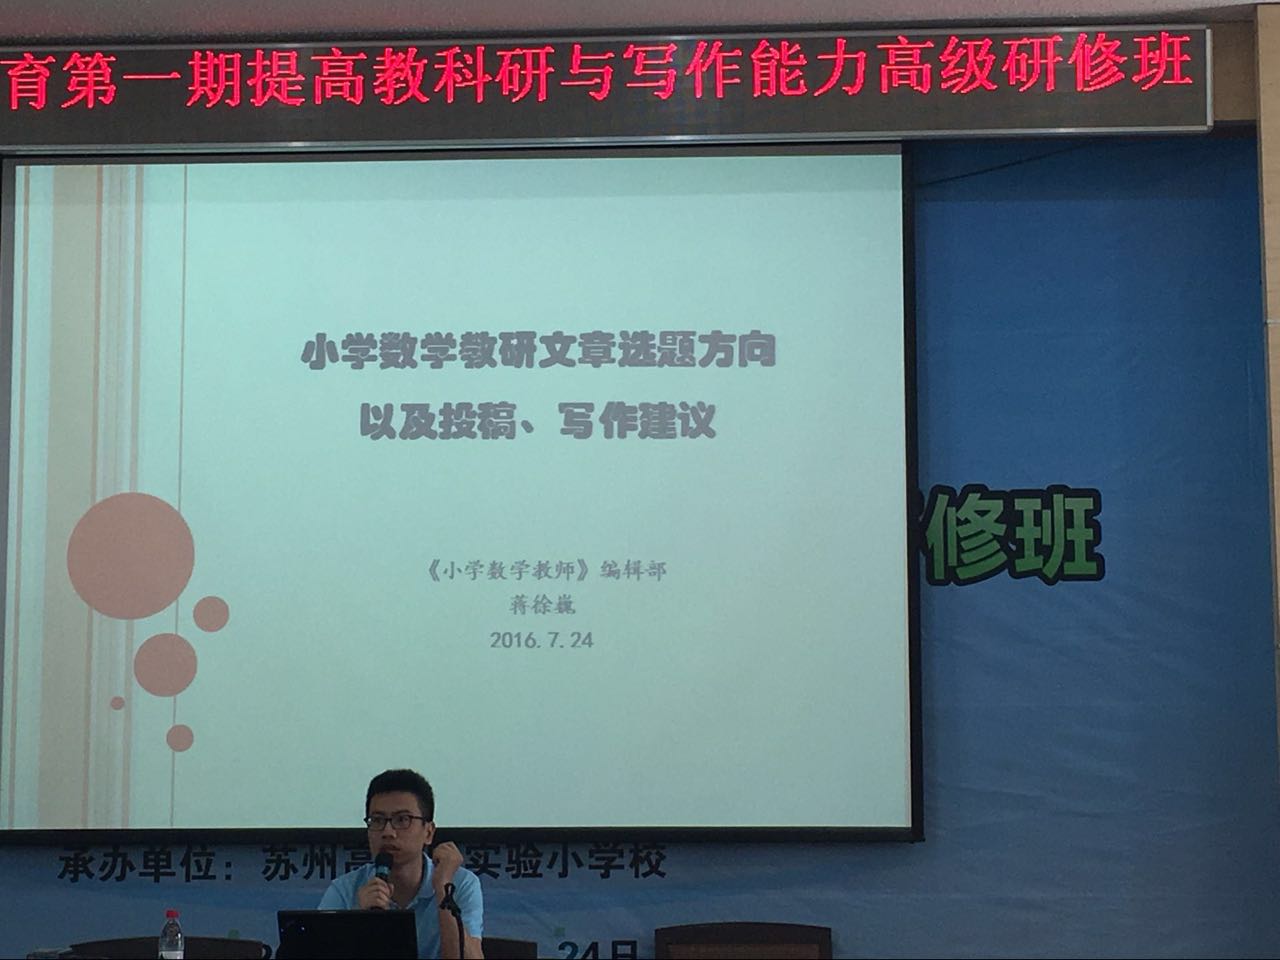 育第一期提高教科研与写作能力高级研修班
小学数学教研文章选题方向
以及投稿、写作建议
《小学数学教师》编辑部
蒋徐巍
2016.7.24
修班
承办单位：苏州高 实验小学校
24日